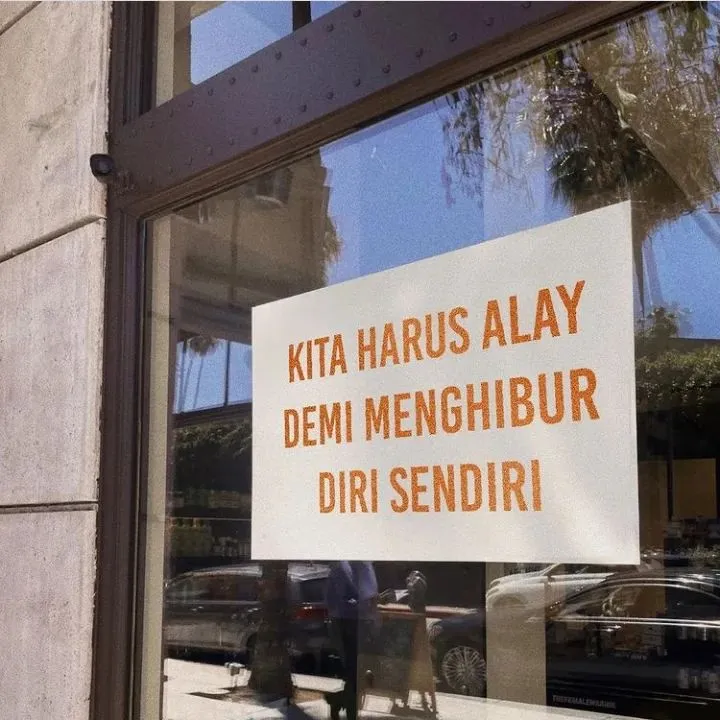 KITA HARUS ALAY
DEMI MENGHIBUR
DIRI SENDIRI